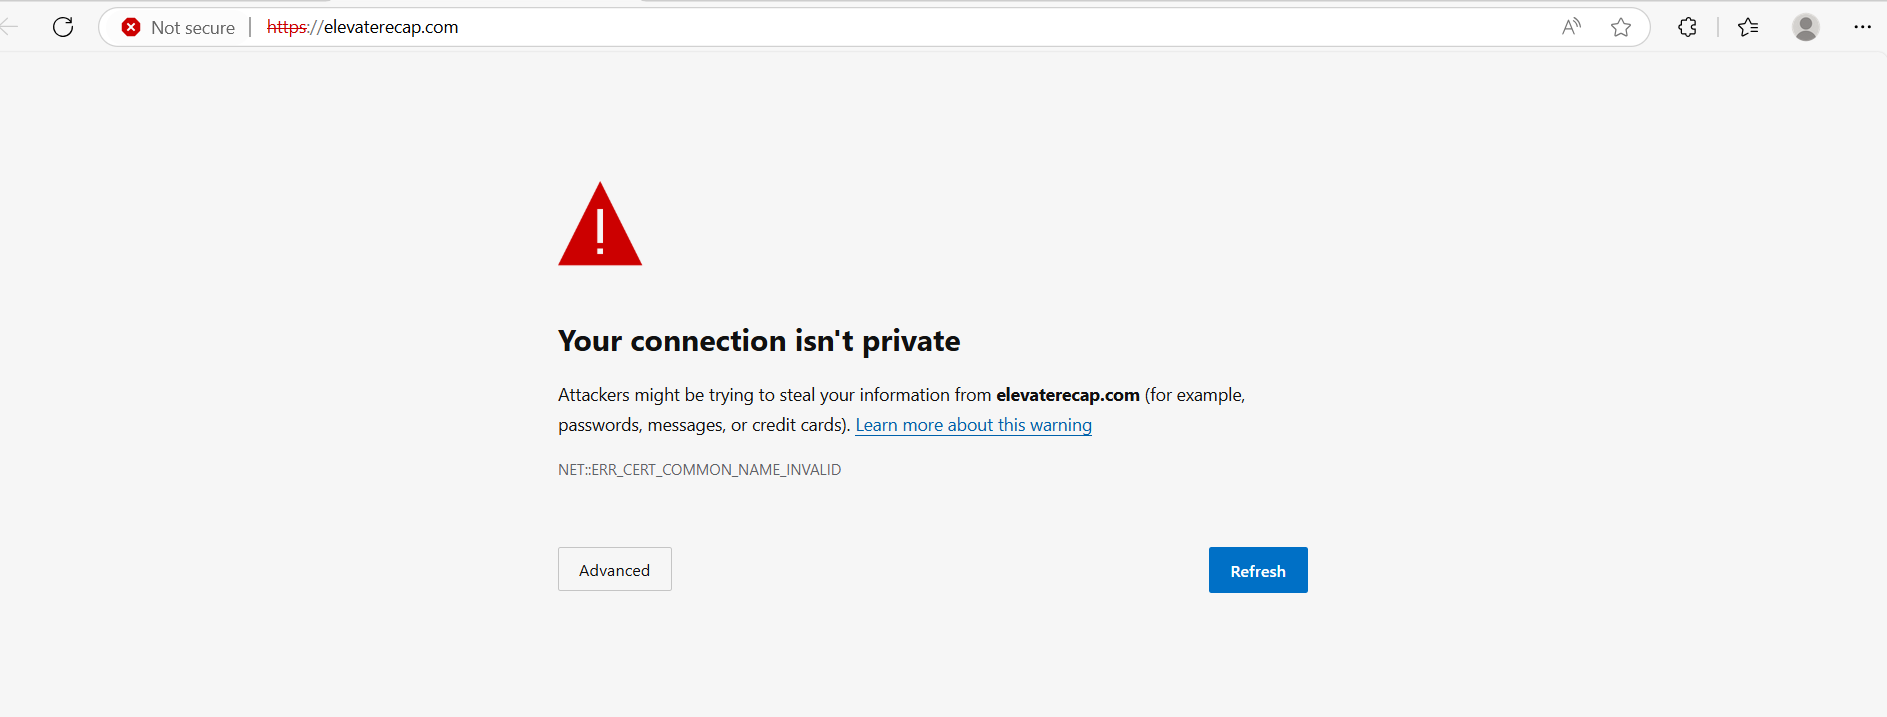 Not secure | https://elevaterecap.com
Your connection isn't private
Attackers might be trying to steal your information from elevaterecap.com (for example,
passwords, messages, or credit cards). Learn more about this warning
NET::ERR_CERT_COMMON_NAME_INVALID
Advanced
Refresh